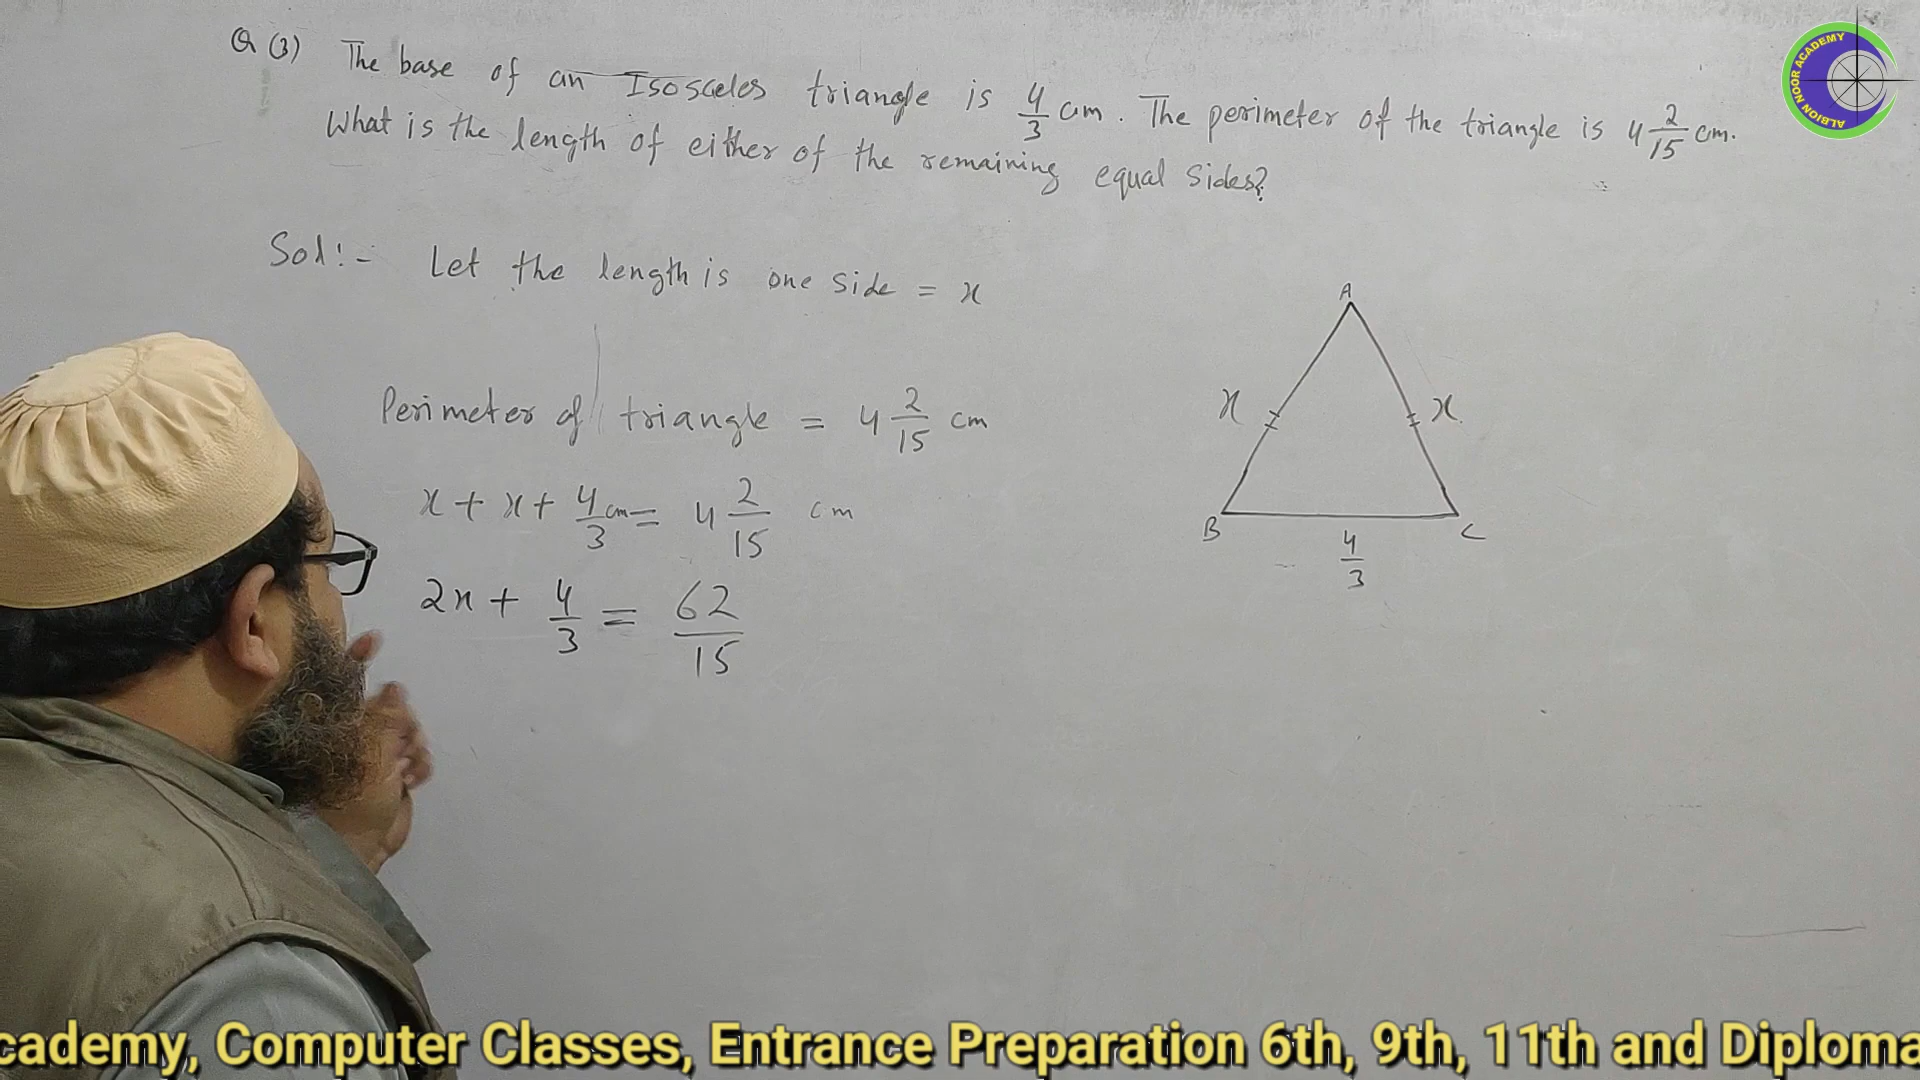 Q (3) The base of an Isosceles triangle is 4/3 cm. The perimeter of the triangle is 4 2/15 cm.
What is the length of either of the remaining equal sides?
Sol:- Let the length is one side = x
Perimeter of triangle = 4 2/15 cm
x + x + 4/3 cm = 4 2/15 cm
2x + 4/3 = 62/15
A
x x
B C
4/3
ALBION NOOR ACADEMY
cademy, Computer Classes, Entrance Preparation 6th, 9th, 11th and Diploma